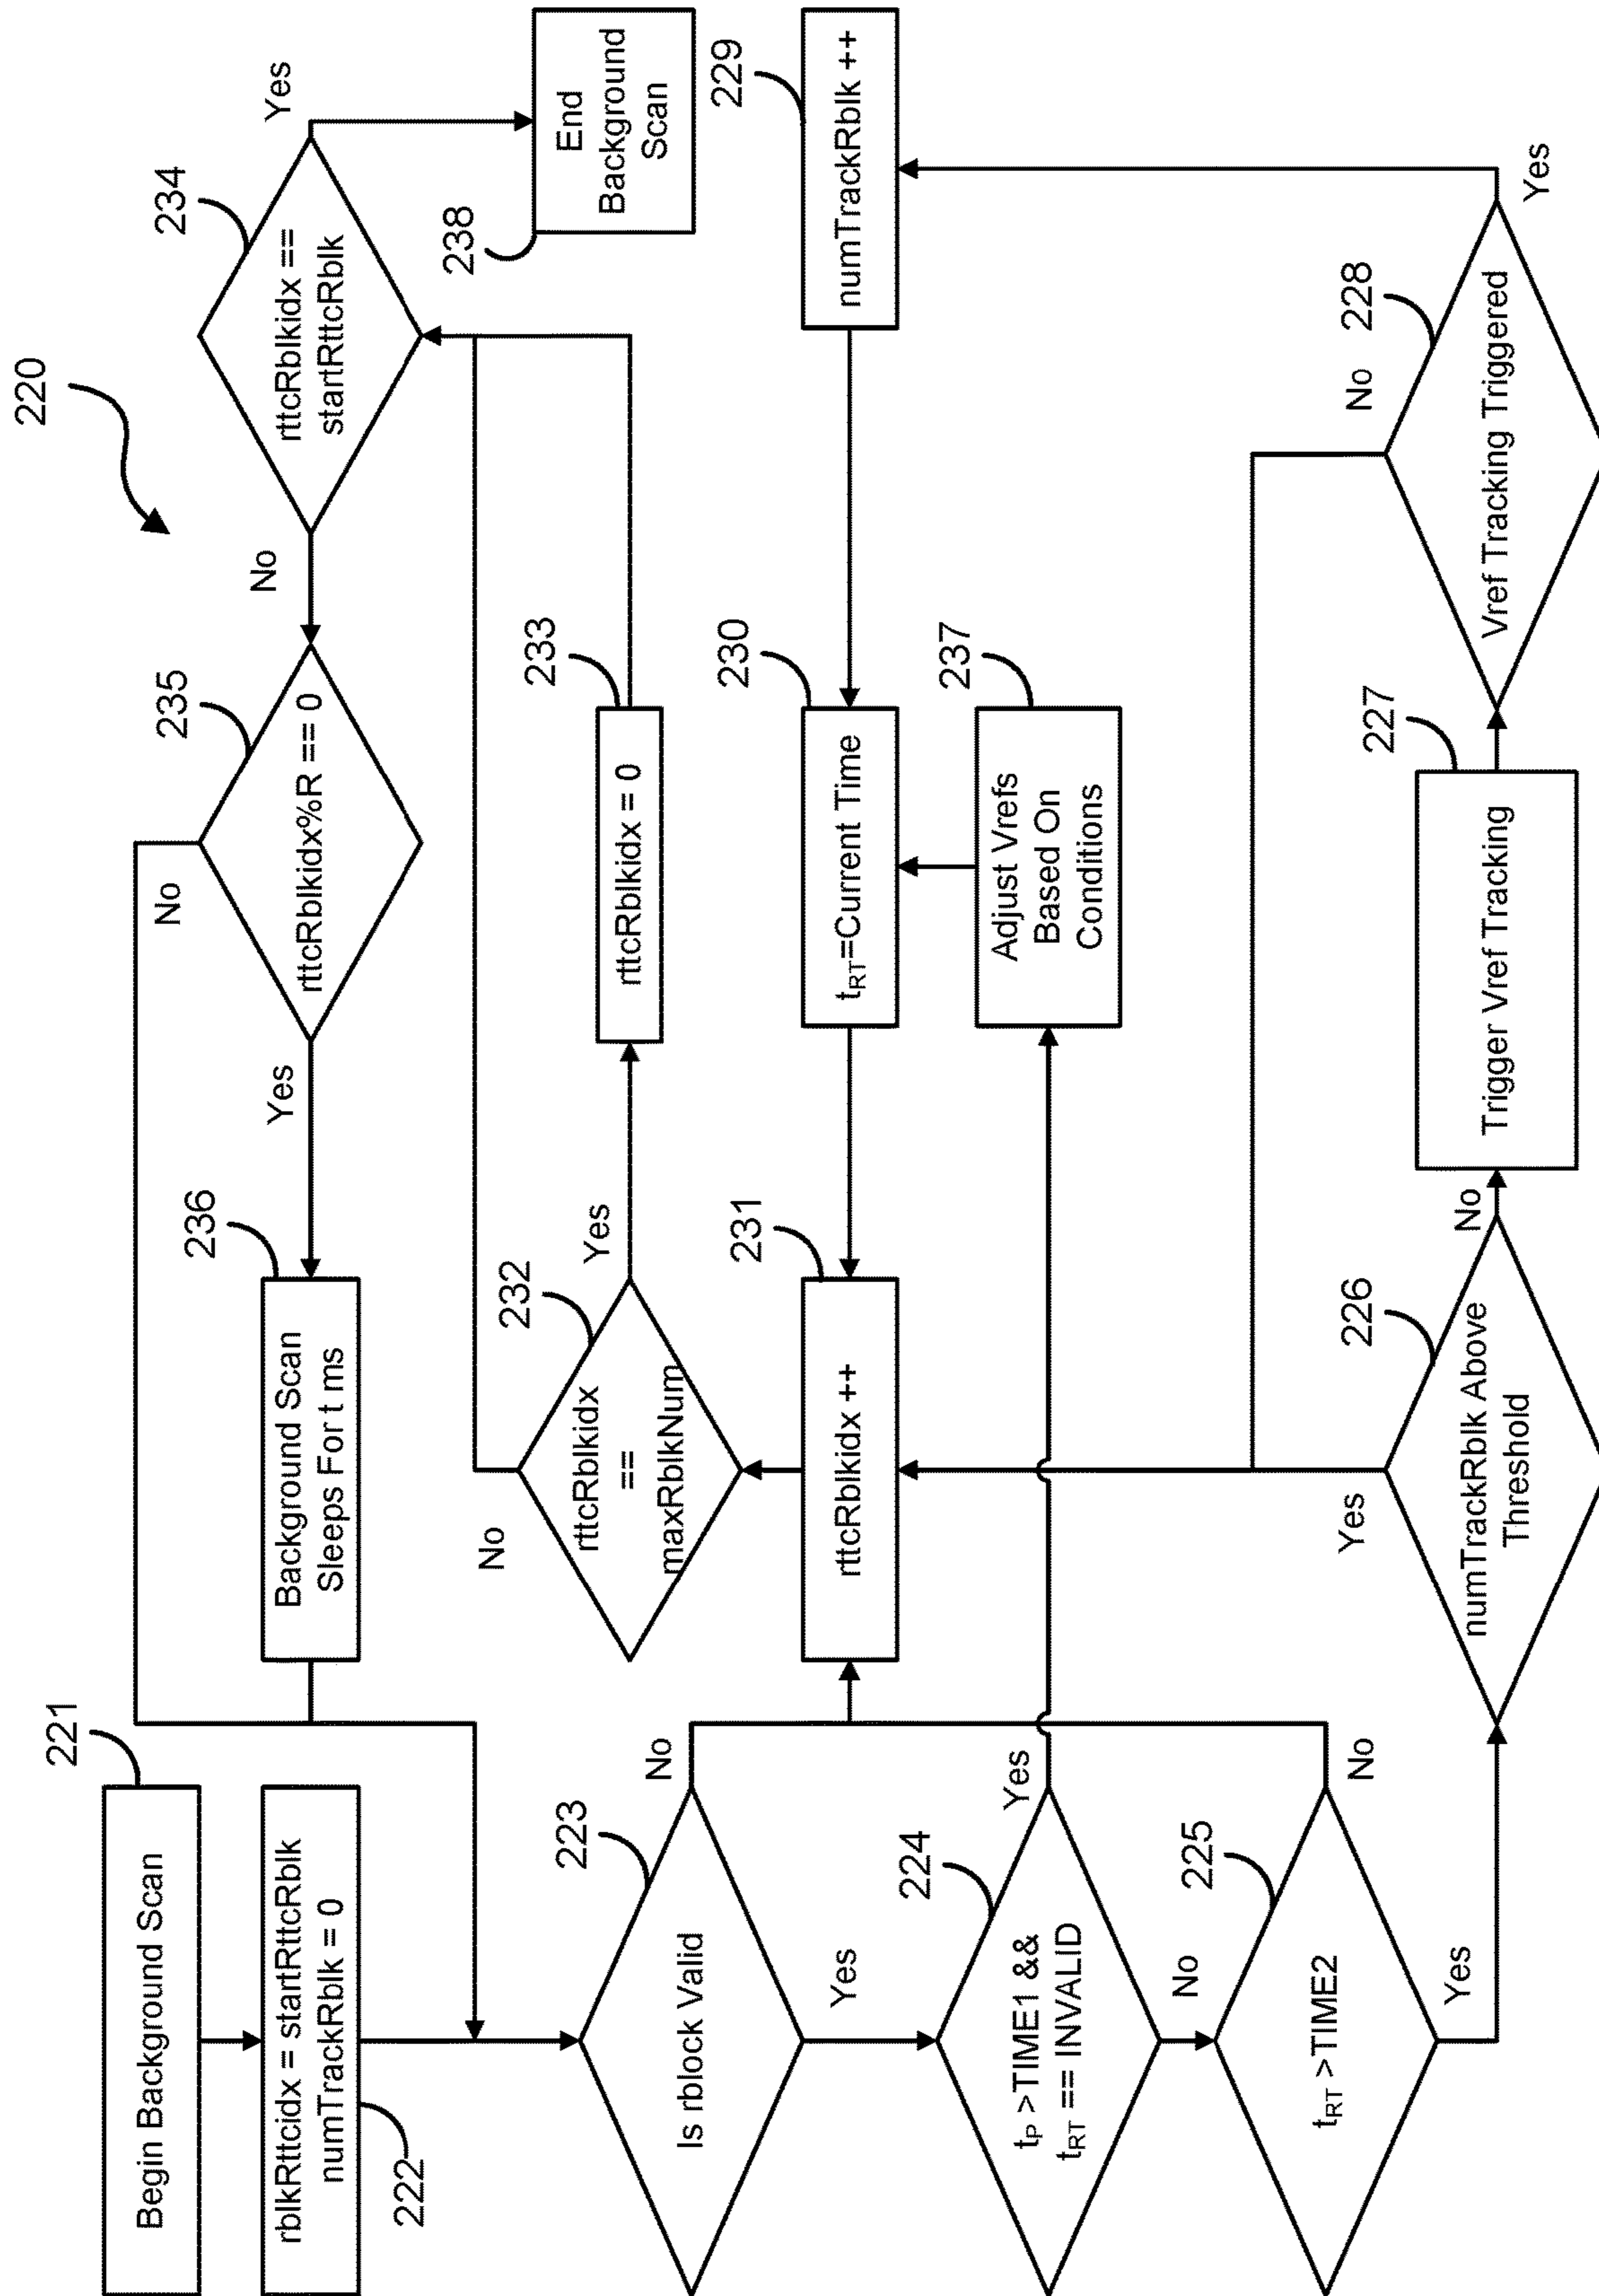 220
221
Begin Background Scan
rblkRttcidx = startRttcRblk
numTrackRblk = 0
222
Is rblock Valid
223
No
Yes
tP >TIME1 &&
tRT == INVALID
224
Yes
No
tRT >TIME2
225
No
Yes
numTrackRblk Above
Threshold
226
Yes
No
Trigger Vref Tracking
227
Vref Tracking Triggered
228
No
Yes
numTrackRblk ++
229
tRT=Current Time
230
Adjust Vrefs
Based On
Conditions
237
rttcRblkidx ++
231
rttcRblkidx
==
maxRblkNum
232
No
Yes
rttcRblkidx = 0
233
rttcRblkidx ==
startRttcRblk
234
Yes
No
End
Background
Scan
238
rttcRblkidx%R == 0
235
No
Yes
Background Scan
Sleeps For t ms
236